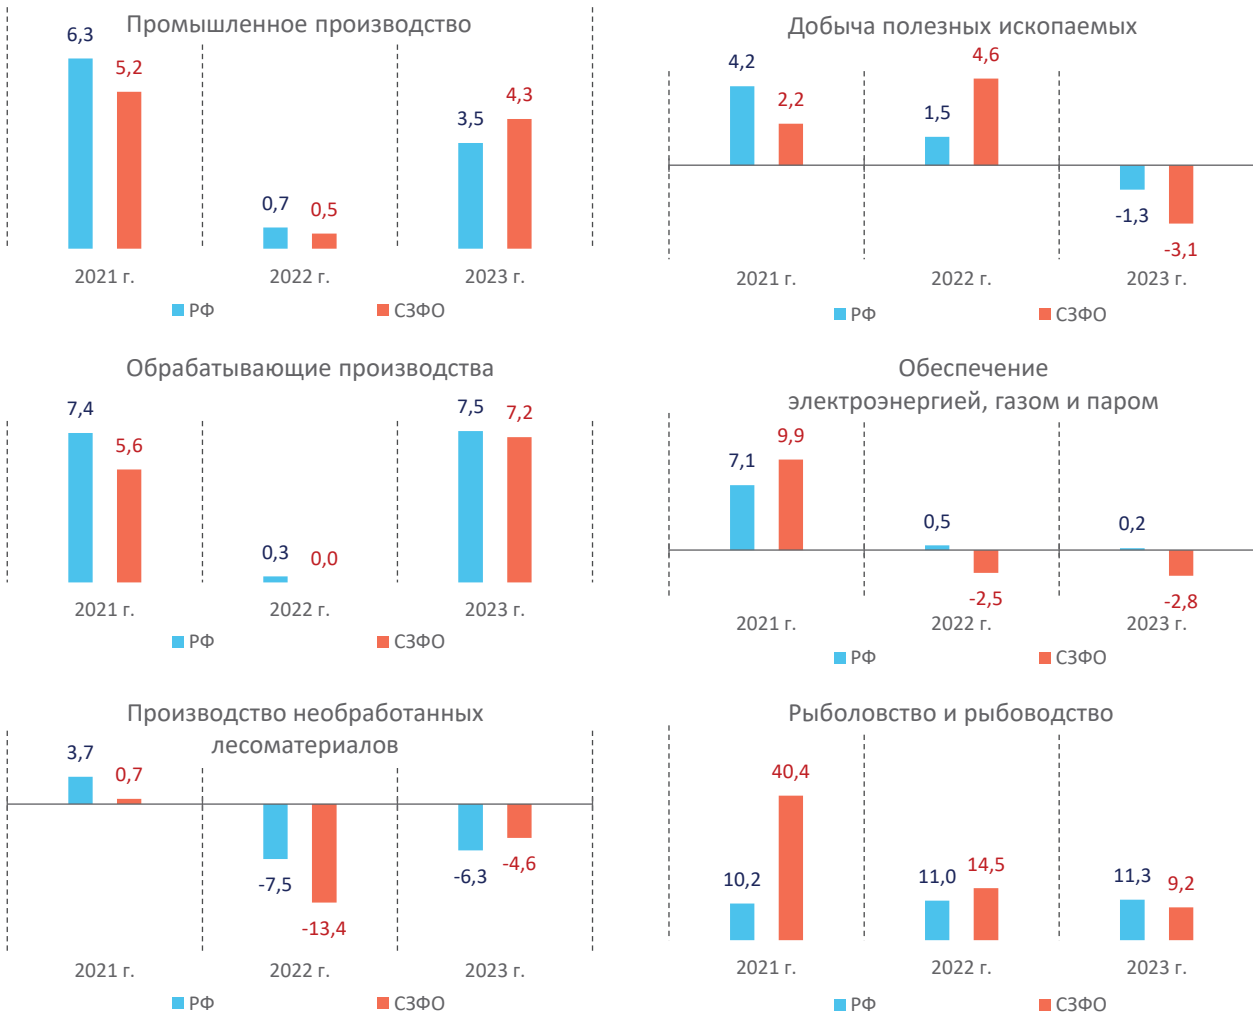 Промышленное производство
6,3
5,2
0,7
0,5
3,5
4,3
2021 г.
2022 г.
2023 г.
РФ
СЗФО
Добыча полезных ископаемых
4,2
2,2
1,5
4,6
-1,3
-3,1
2021 г.
2022 г.
2023 г.
РФ
СЗФО
Обрабатывающие производства
7,4
5,6
0,3
0,0
7,5
7,2
2021 г.
2022 г.
2023 г.
РФ
СЗФО
Обеспечение
электроэнергией, газом и паром
7,1
9,9
0,5
-2,5
0,2
-2,8
2021 г.
2022 г.
2023 г.
РФ
СЗФО
Производство необработанных
лесоматериалов
3,7
0,7
-7,5
-13,4
-6,3
-4,6
2021 г.
2022 г.
2023 г.
РФ
СЗФО
Рыболовство и рыбоводство
10,2
40,4
11,0
14,5
11,3
9,2
2021 г.
2022 г.
2023 г.
РФ
СЗФО